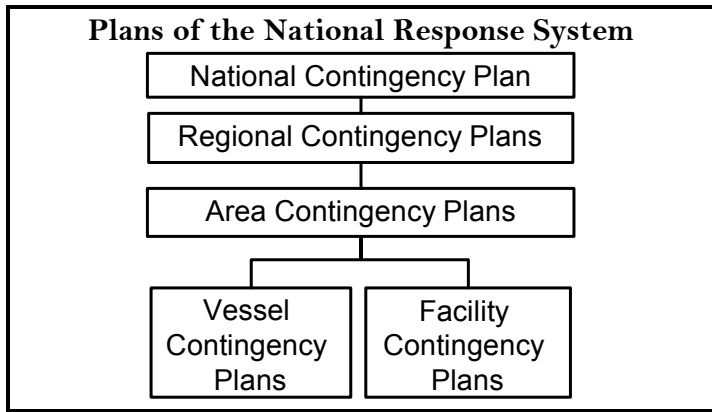 Plans of the National Response System
National Contingency Plan
Regional Contingency Plans
Area Contingency Plans
Vessel
Contingency
Plans
Facility
Contingency
Plans